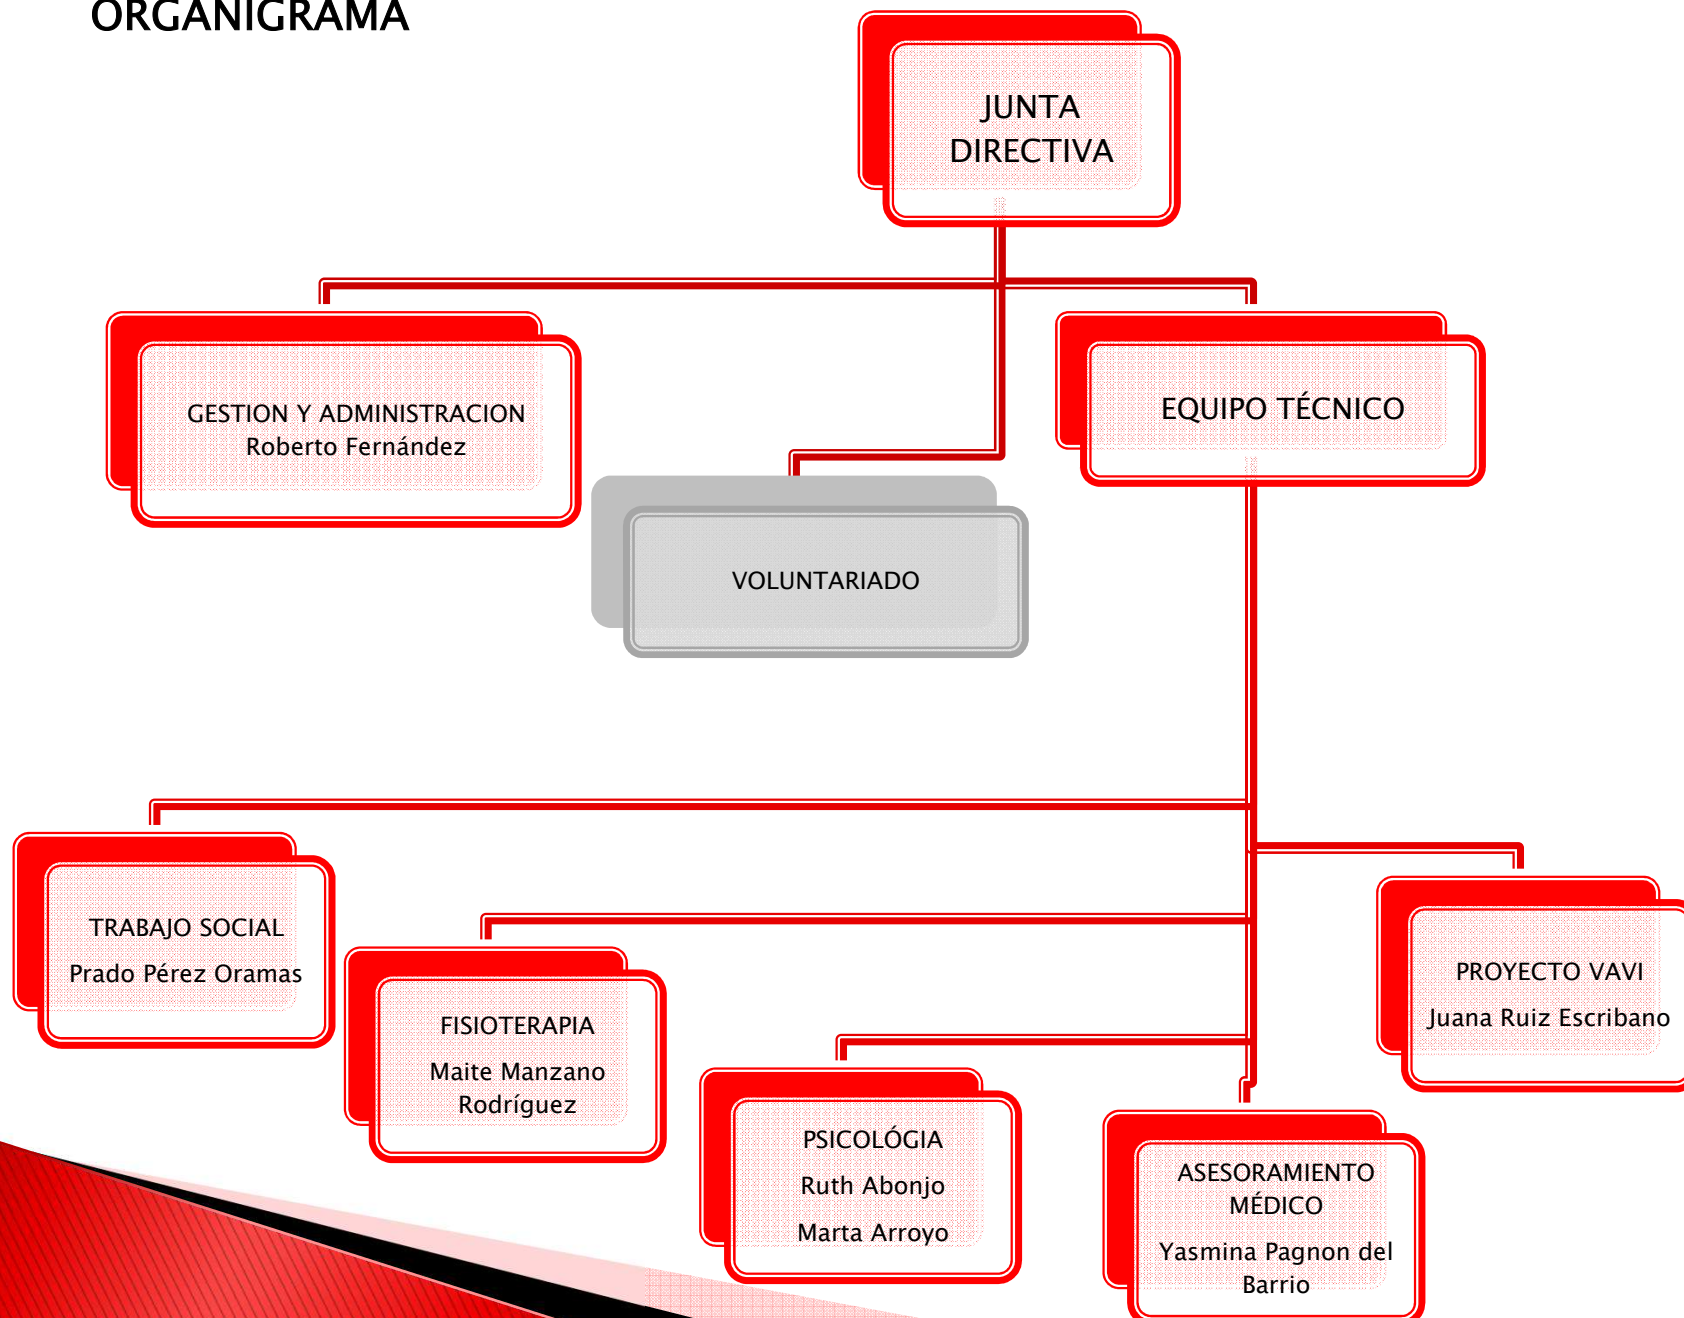 ORGANIGRAMA
JUNTA
DIRECTIVA
GESTION Y ADMINISTRACION
Roberto Fernández
EQUIPO TÉCNICO
VOLUNTARIADO
TRABAJO SOCIAL
Prado Pérez Oramas
FISIOTERAPIA
Maite Manzano
Rodríguez
PSICOLÓGIA
Ruth Abonjo
Marta Arroyo
ASESORAMIENTO
MÉDICO
Yasmina Pagnon del
Barrio
PROYECTO VAVI
Juana Ruiz Escribano